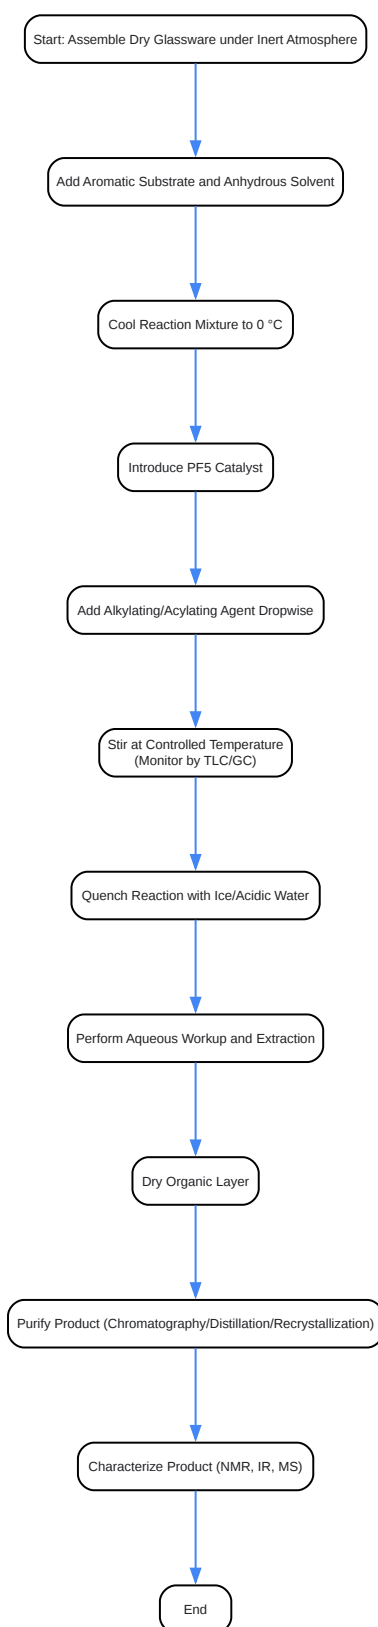 Start: Assemble Dry Glassware under Inert Atmosphere
Add Aromatic Substrate and Anhydrous Solvent
Cool Reaction Mixture to 0 °C
Introduce PF5 Catalyst
Add Alkylating/Acylating Agent Dropwise
Stir at Controlled Temperature
(Monitor by TLC/GC)
Quench Reaction with Ice/Acidic Water
Perform Aqueous Workup and Extraction
Dry Organic Layer
Purify Product (Chromatography/Distillation/Recrystallization)
Characterize Product (NMR, IR, MS)
End